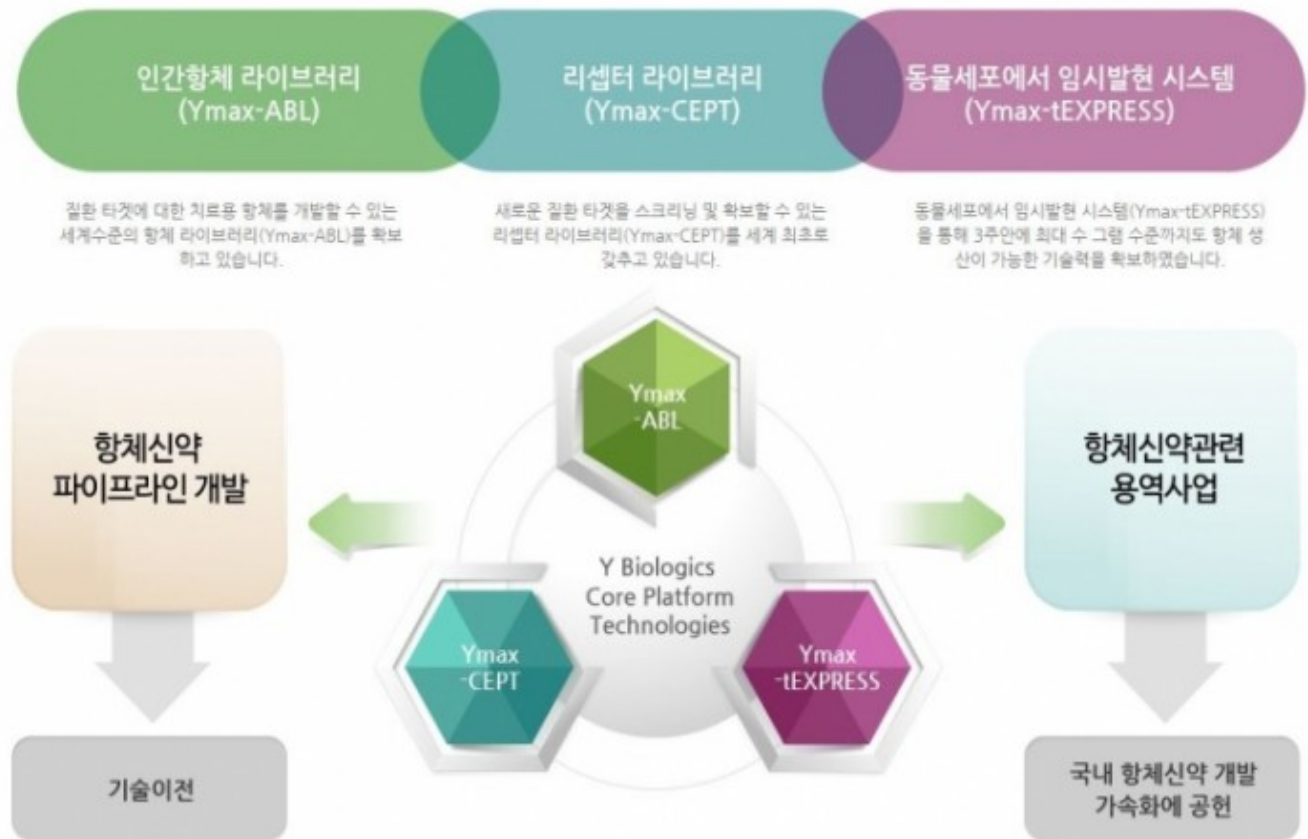 인간항체 라이브러리
(Ymax-ABL)
리셉터 라이브러리
(Ymax-CEPT)
동물세포에서 임시발현 시스템
(Ymax-tEXPRESS)
질환 타겟에 대한 치료용 항체를 개발할 수 있는
세계수준의 항체 라이브러리(Ymax-ABL)를 확보
하고 있습니다.
새로운 질환 타겟을 스크리닝 및 확보할 수 있는
리셉터 라이브러리(Ymax-CEPT)를 세계 최초로
갖추고 있습니다.
동물세포에서 임시발현 시스템(Ymax-tEXPRESS)
을 통해 3주안에 최대 수 그램 수준까지도 항체 생
산이 가능한 기술력을 확보하였습니다.
항체신약
파이프라인 개발
기술이전
Ymax
-ABL
Y Biologics
Core Platform
Technologies
Ymax
-CEPT
Ymax
-tEXPRESS
항체신약관련
용역사업
국내 항체신약 개발
가속화에 공헌